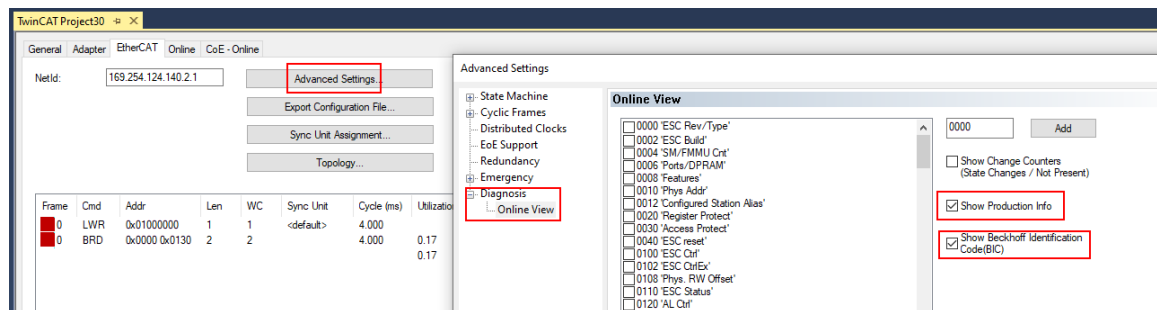 TwinCAT Project30
General Adapter EtherCAT Online CoE - Online
NetId: 169.254.124.140.2.1
Advanced Settings...
Export Configuration File...
Sync Unit Assignment...
Topology...
Frame Cmd Addr Len WC Sync Unit Cycle (ms) Utilizatio
0 LWR 0x01000000 1 1 <default> 4.000
0 BRD 0x0000 0x0130 2 2 4.000 0.17
0.17
Advanced Settings
State Machine
Cyclic Frames
Distributed Clocks
EoE Support
Redundancy
Emergency
Diagnosis
Online View
Online View
0000 'ESC Rev/Type'
0002 'ESC Build'
0004 'SM/FMMU Cnt'
0006 'Ports/DPRAM'
0008 'Features'
0010 'Phys Addr'
0012 'Configured Station Alias'
0020 'Register Protect'
0030 'Access Protect'
0040 'ESC reset'
0100 'ESC Ctrl'
0102 'ESC CtrlEx'
0108 'Phys. RW Offset'
0110 'ESC Status'
0120 'AL Ctrl'
0000 Add
Show Change Counters
(State Changes / Not Present)
Show Production Info
Show Beckhoff Identification
Code(BIC)